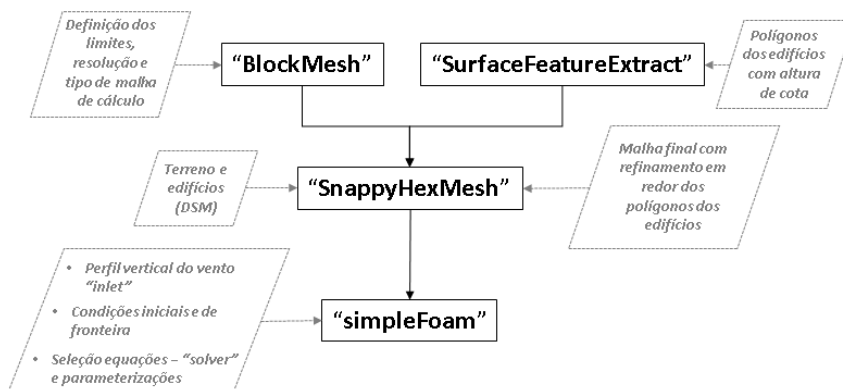 Definição dos
limites,
resolução e
tipo de malha
de cálculo
“BlockMesh”
“SurfaceFeatureExtract”
Polígonos
dos edifícios
com altura
de cota
Terreno e
edifícios
(DSM)
“SnappyHexMesh”
Malha final com
refinamento em
redor dos
polígonos dos
edifícios
• Perfil vertical do vento
“inlet”
• Condições iniciais e de
fronteira
• Seleção equações – “solver”
e parameterizações
“simpleFoam”